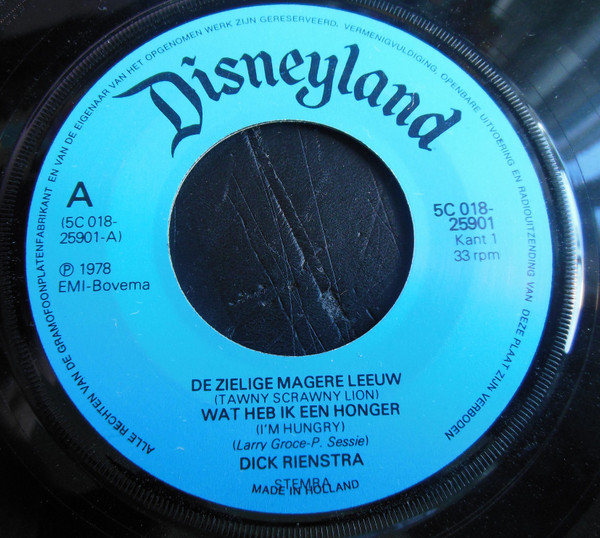 ALLE RECHTEN VAN DE GRAMOFOONPLATENFABRIKANT EN VAN DE EIGENAAR VAN HET OPGENOMEN WERK ZIJN GERESERVEERD. VERMENIGVULDIGING, OPENBARE UITVOERING EN RADIOUITZENDING VAN DEZE PLAAT ZIJN VERBODEN
Disneyland
A
(5C 018-
25901-A)
℗ 1978
EMI-Bovema
5C 018-
25901
Kant 1
33 rpm
DE ZIELIGE MAGERE LEEUW
(TAWNY SCRAWNY LION)
WAT HEB IK EEN HONGER
(I'M HUNGRY)
(Larry Groce-P. Sessie)
DICK RIENSTRA
STEMRA
MADE IN HOLLAND